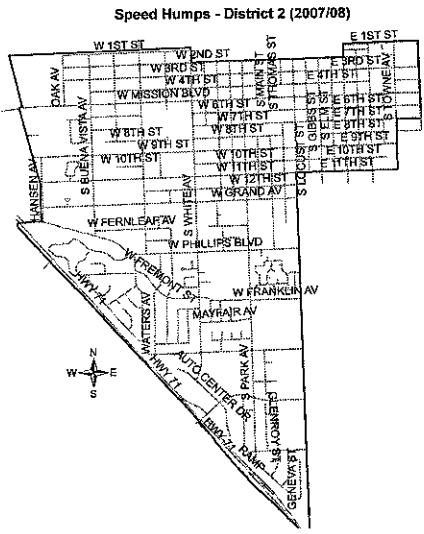 Speed Humps - District 2 (2007/08)
E 1ST ST
W 1ST ST
W 2ND ST
W 3RD ST
E 3RD ST
W 4TH ST
E 4TH ST
W MISSION BLVD
W 6TH ST
E 6TH ST
W 7TH ST
E 7TH ST
W 8TH ST
W 8TH ST
E 8TH ST
W 9TH ST
E 9TH ST
W 10TH ST
W 10TH ST
E 10TH ST
W 11TH ST
E 11TH ST
W 12TH ST
W GRAND AV
OAK AV
S BUENA VISTA AV
S MAIN ST
S THOMAS ST
S GIBBS ST
S ELM ST
S TOWNE AV
HANSEN AV
S WHITE AV
S LOCUST ST
W FERNLEAF AV
W PHILLIPS BLVD
W FREMONT ST
W FRANKLIN AV
HWY 71
MAYFAIR AV
WATERS AV
AUTO CENTER DR
S PARK AV
HWY 71
GLENROY ST
HWY 71
RAMP
GENEVA ST
N
W
E
S